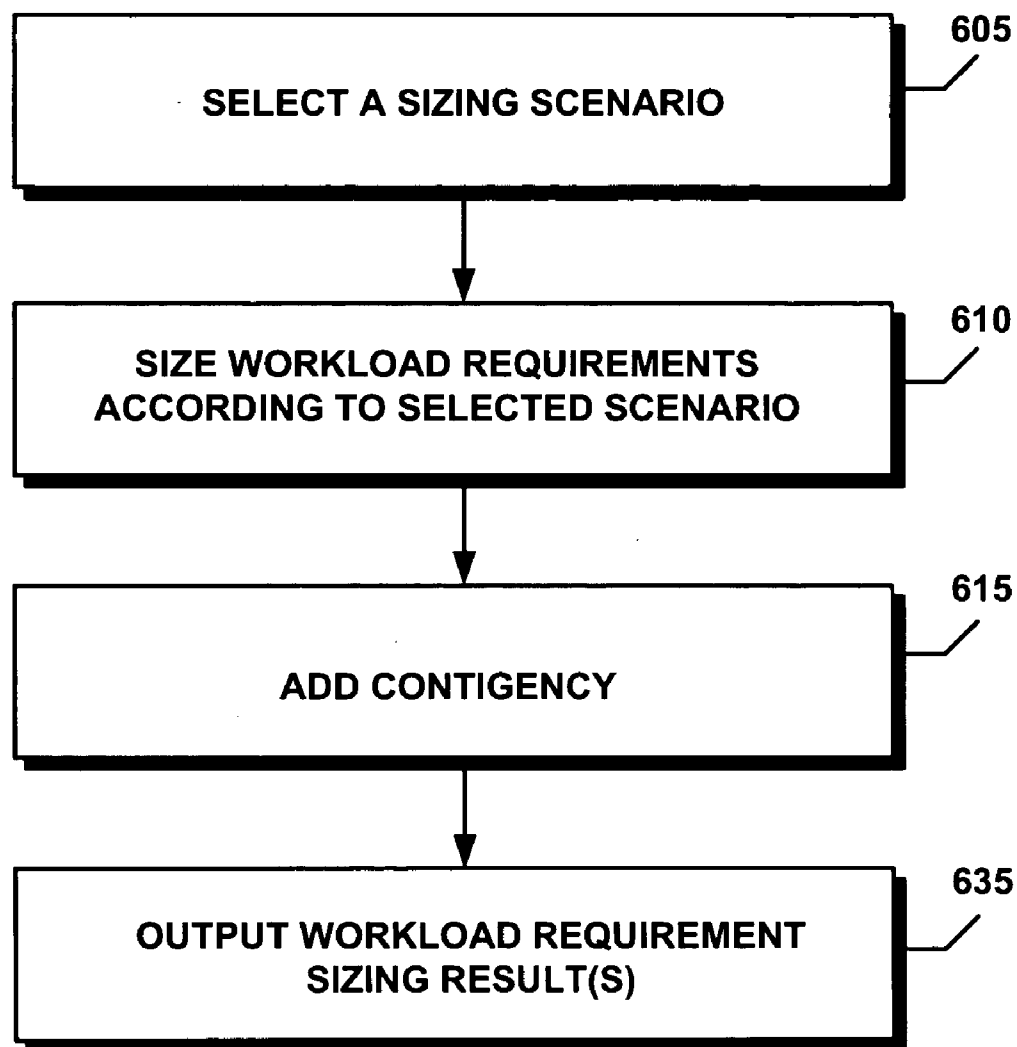 605
SELECT A SIZING SCENARIO
610
SIZE WORKLOAD REQUIREMENTS
ACCORDING TO SELECTED SCENARIO
615
ADD CONTIGENCY
635
OUTPUT WORKLOAD REQUIREMENT
SIZING RESULT(S)